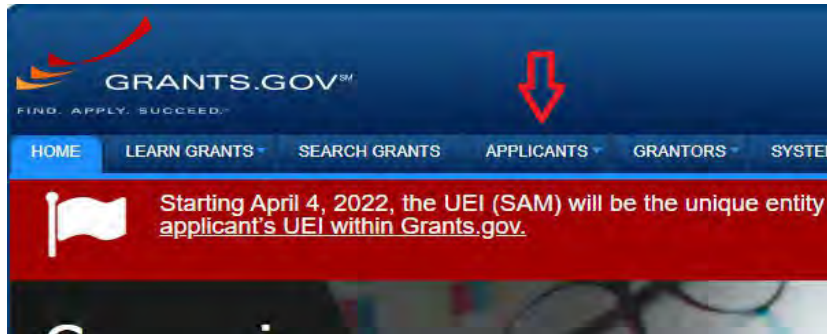 GRANTS.GOV℠
FIND. APPLY. SUCCEED.℠
HOME LEARN GRANTS SEARCH GRANTS APPLICANTS GRANTORS SYSTE
Starting April 4, 2022, the UEI (SAM) will be the unique entity
applicant's UEI within Grants.gov.